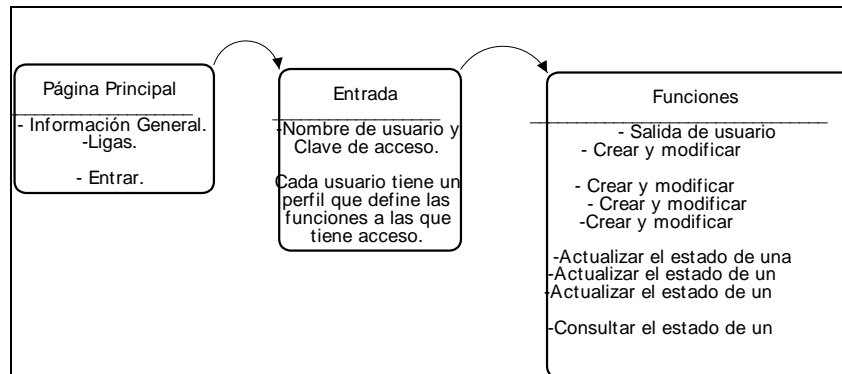 Página Principal
- Información General.
-Ligas.
- Entrar.
Entrada
-Nombre de usuario y
Clave de acceso.
Cada usuario tiene un
perfil que define las
funciones a las que
tiene acceso.
Funciones
- Salida de usuario
- Crear y modificar
- Crear y modificar
- Crear y modificar
-Crear y modificar
-Actualizar el estado de una
-Actualizar el estado de un
-Actualizar el estado de un
-Consultar el estado de un